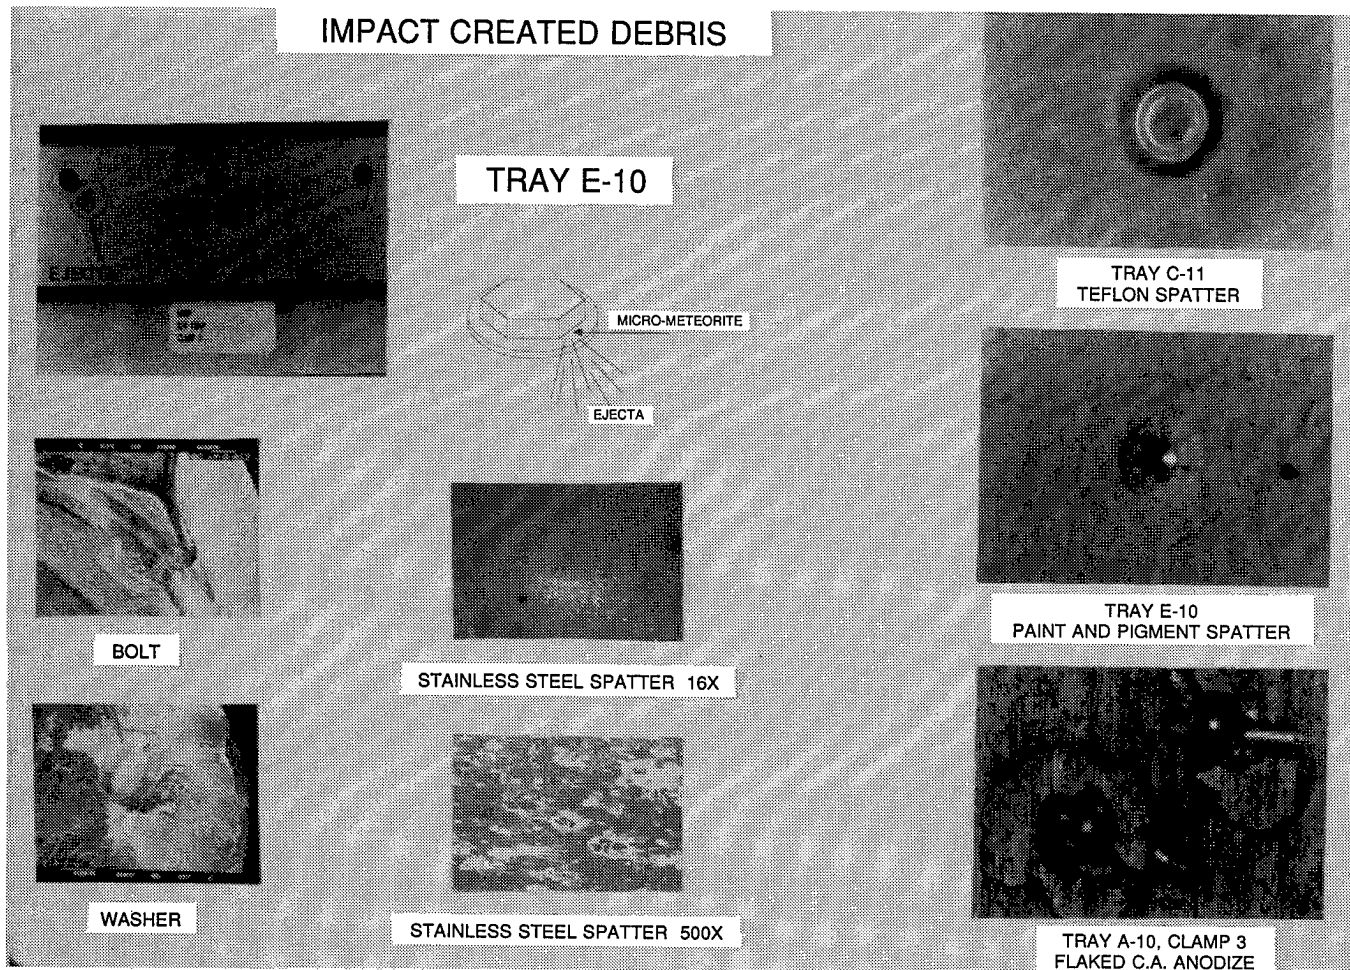 IMPACT CREATED DEBRIS
TRAY E-10
EJECTA
MICRO-METEORITE
EJECTA
BOLT
WASHER
STAINLESS STEEL SPATTER 16X
STAINLESS STEEL SPATTER 500X
TRAY C-11
TEFLON SPATTER
TRAY E-10
PAINT AND PIGMENT SPATTER
TRAY A-10, CLAMP 3
FLAKED C.A. ANODIZE